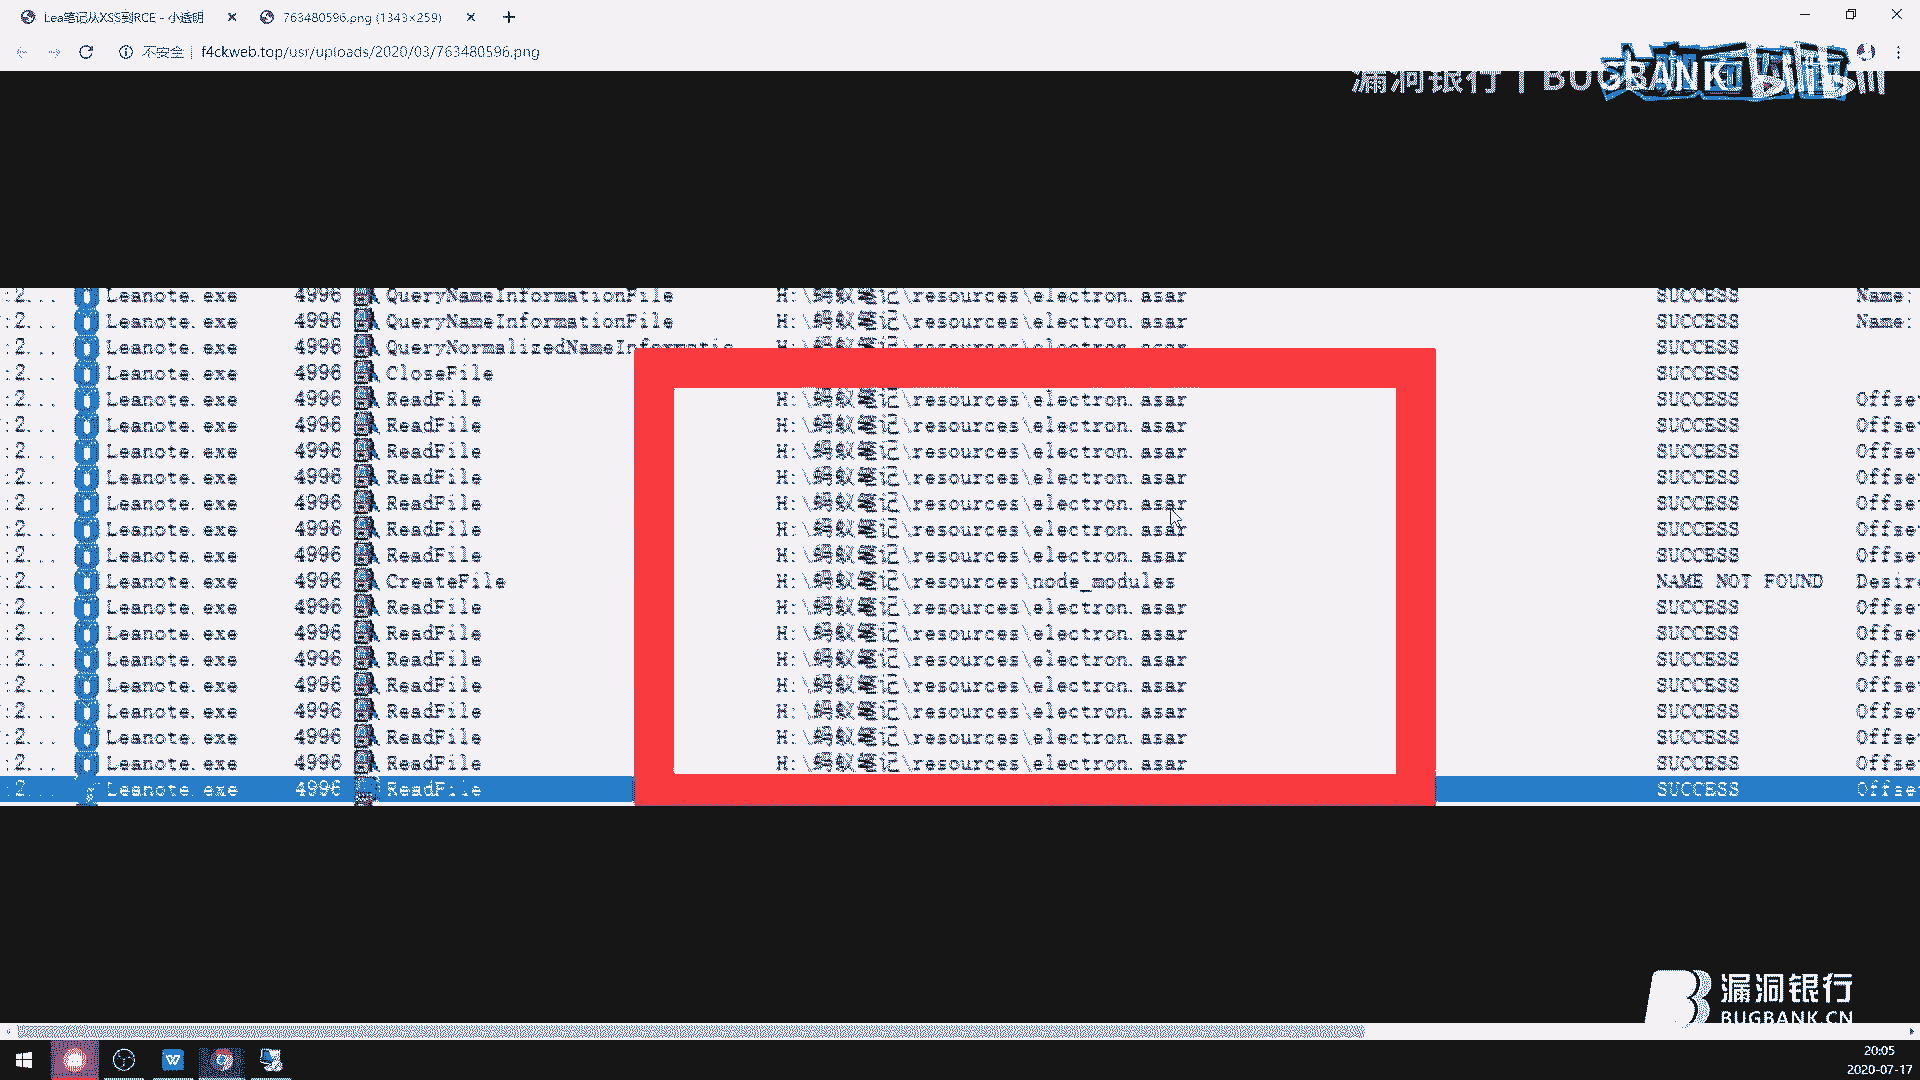 Lea笔记从XSS到RCE - 小透明
763480596.png (1343×259)
不安全 | f4ckweb.top/usr/uploads/2020/03/763480596.png
漏洞银行 | BUGBANK
:2... Leanote.exe 4996 QueryNameInformationFile H:\蚂蚁笔记\resources\electron.asar SUCCESS Name:
:2... Leanote.exe 4996 QueryNameInformationFile H:\蚂蚁笔记\resources\electron.asar SUCCESS Name:
:2... Leanote.exe 4996 QueryNormalizedNameInformatic H:\蚂蚁笔记\resources\electron.asar SUCCESS
:2... Leanote.exe 4996 CloseFile SUCCESS
:2... Leanote.exe 4996 ReadFile H:\蚂蚁笔记\resources\electron.asar SUCCESS Offse
:2... Leanote.exe 4996 ReadFile H:\蚂蚁笔记\resources\electron.asar SUCCESS Offse
:2... Leanote.exe 4996 ReadFile H:\蚂蚁笔记\resources\electron.asar SUCCESS Offse
:2... Leanote.exe 4996 ReadFile H:\蚂蚁笔记\resources\electron.asar SUCCESS Offse
:2... Leanote.exe 4996 ReadFile H:\蚂蚁笔记\resources\electron.asar SUCCESS Offse
:2... Leanote.exe 4996 ReadFile H:\蚂蚁笔记\resources\electron.asar SUCCESS Offse
:2... Leanote.exe 4996 ReadFile H:\蚂蚁笔记\resources\electron.asar SUCCESS Offse
:2... Leanote.exe 4996 CreateFile H:\蚂蚁笔记\resources\node_modules NAME NOT FOUND Desir
:2... Leanote.exe 4996 ReadFile H:\蚂蚁笔记\resources\electron.asar SUCCESS Offse
:2... Leanote.exe 4996 ReadFile H:\蚂蚁笔记\resources\electron.asar SUCCESS Offse
:2... Leanote.exe 4996 ReadFile H:\蚂蚁笔记\resources\electron.asar SUCCESS Offse
:2... Leanote.exe 4996 ReadFile H:\蚂蚁笔记\resources\electron.asar SUCCESS Offse
:2... Leanote.exe 4996 ReadFile H:\蚂蚁笔记\resources\electron.asar SUCCESS Offse
:2... Leanote.exe 4996 ReadFile H:\蚂蚁笔记\resources\electron.asar SUCCESS Offse
:2... Leanote.exe 4996 ReadFile H:\蚂蚁笔记\resources\electron.asar SUCCESS Offse
:2... Leanote.exe 4996 ReadFile SUCCESS Offse
漏洞银行
BUGBANK.CN
20:05
2020-07-17